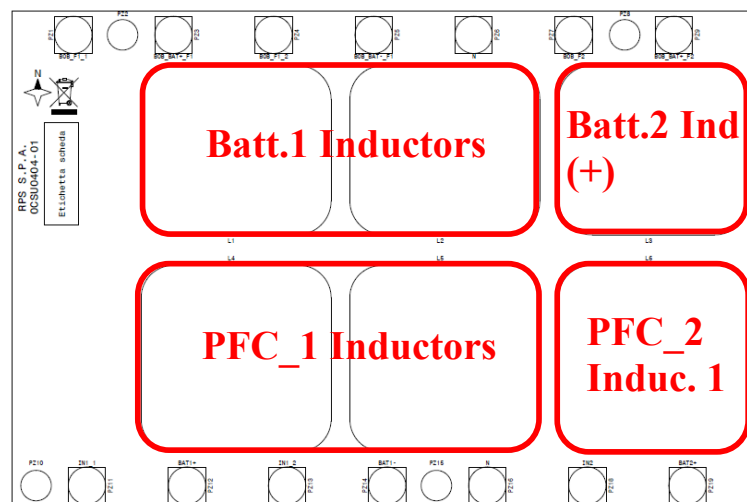 PZ1
PZ2
PZ3
PZ4
PZ5
PZ6
PZ7
PZ8
PZ9
BOB_F1_1
BOB_BAT+_F1
BOB_F1_2
BOB_BAT-_F1
N
BOB_F2
BOB_BAT+_F2
N
RPS S.P.A.
0CSU0404-01
Etichetta scheda
Batt.1 Inductors
Batt.2 Ind
(+)
L1
L2
L3
L4
L5
L6
PFC_1 Inductors
PFC_2
Induc. 1
PZ10
IN1_1
PZ11
BAT1+
PZ12
IN1_2
PZ13
BAT1-
PZ14
PZ15
N
PZ16
IN2
PZ18
BAT2+
PZ19